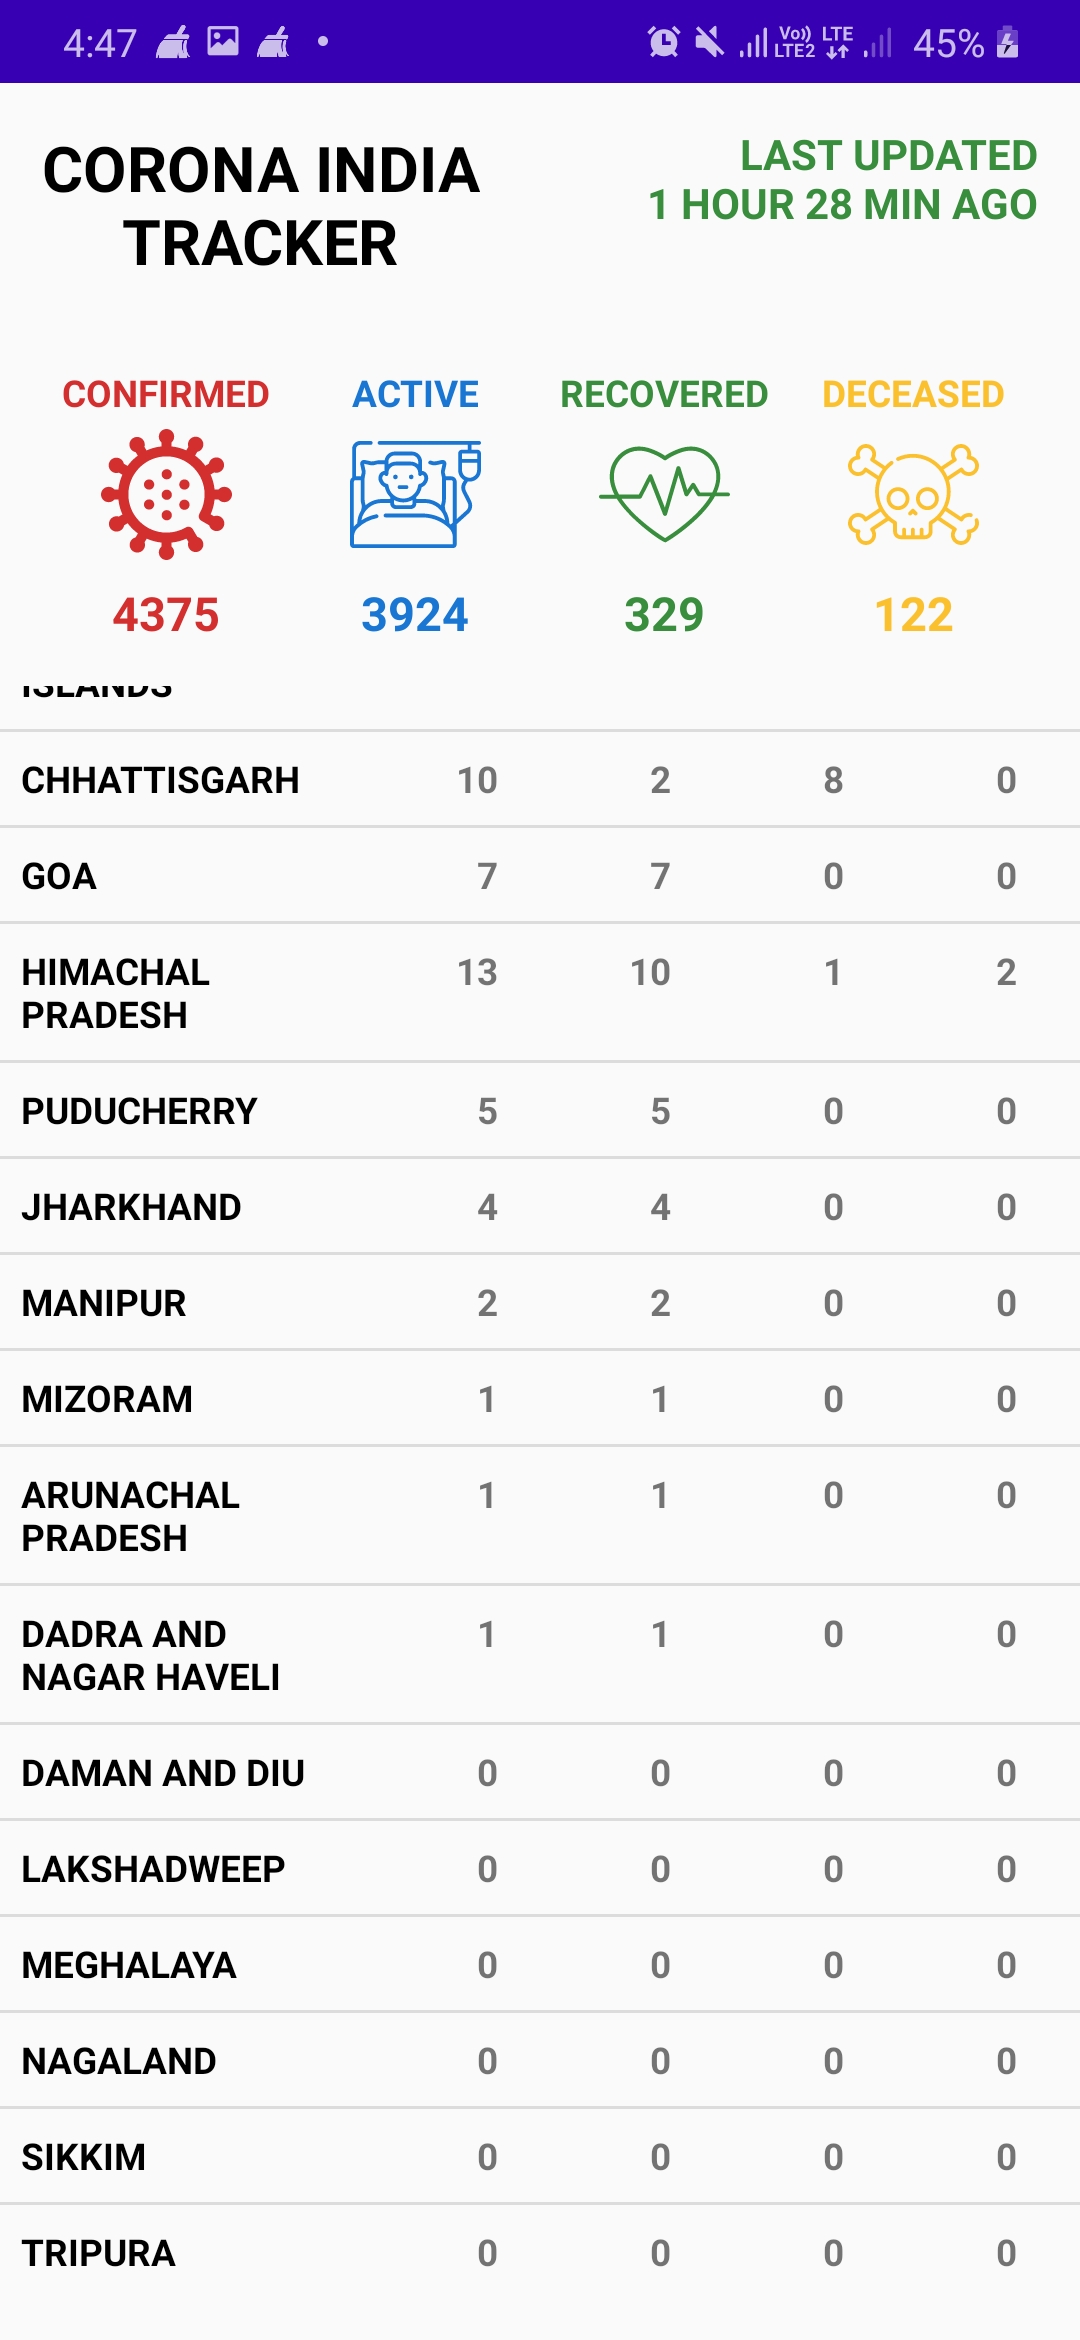 4:47
Vo)) LTE
LTE2
45%
CORONA INDIA
TRACKER
LAST UPDATED
1 HOUR 28 MIN AGO
CONFIRMED ACTIVE RECOVERED DECEASED
4375 3924 329 122
ISLANDS
CHHATTISGARH 10 2 8 0
GOA 7 7 0 0
HIMACHAL 13 10 1 2
PRADESH
PUDUCHERRY 5 5 0 0
JHARKHAND 4 4 0 0
MANIPUR 2 2 0 0
MIZORAM 1 1 0 0
ARUNACHAL 1 1 0 0
PRADESH
DADRA AND 1 1 0 0
NAGAR HAVELI
DAMAN AND DIU 0 0 0 0
LAKSHADWEEP 0 0 0 0
MEGHALAYA 0 0 0 0
NAGALAND 0 0 0 0
SIKKIM 0 0 0 0
TRIPURA 0 0 0 0